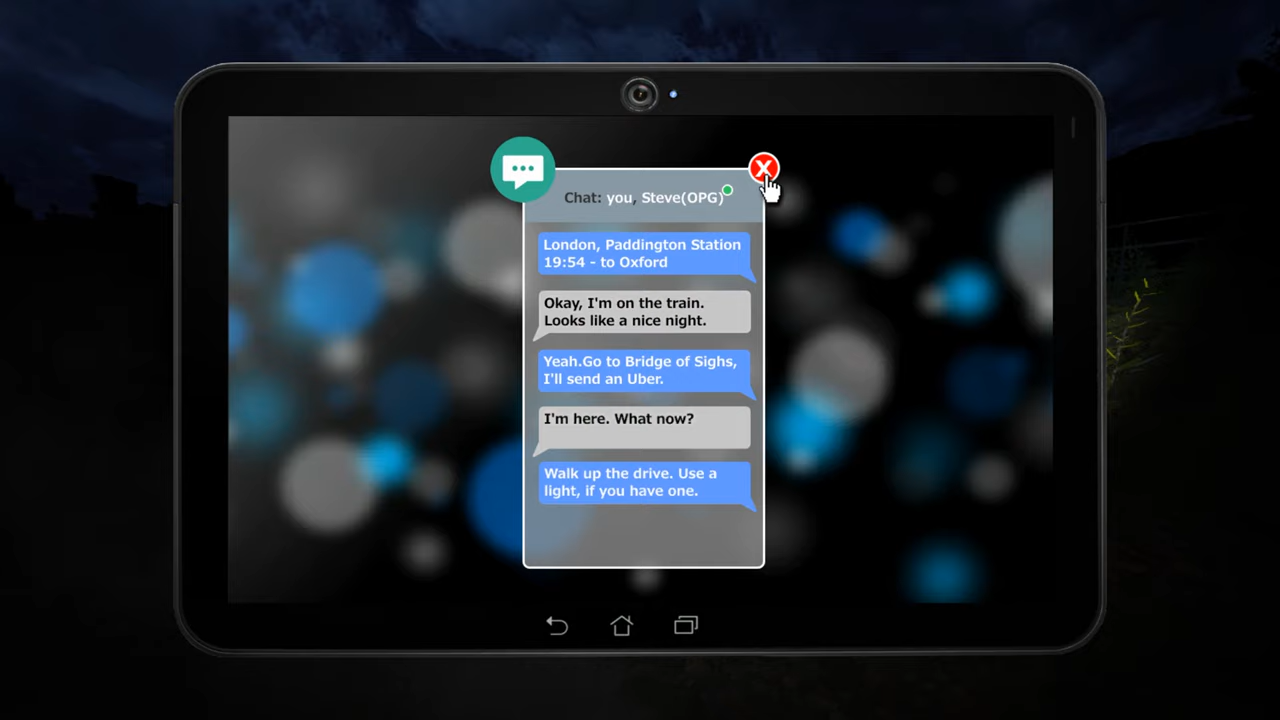 Chat: you, Steve(OPG)
London, Paddington Station
19:54 - to Oxford
Okay, I'm on the train.
Looks like a nice night.
Yeah.Go to Bridge of Sighs,
I'll send an Uber.
I'm here. What now?
Walk up the drive. Use a
light, if you have one.